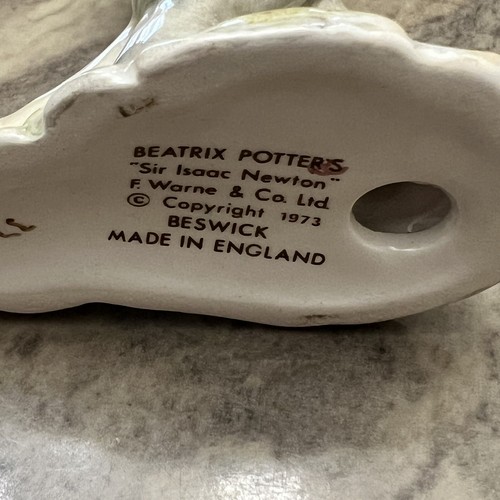 BEATRIX POTTER'S
"Sir Isaac Newton"
F. Warne & Co. Ltd.
© Copyright 1973
BESWICK
MADE IN ENGLAND